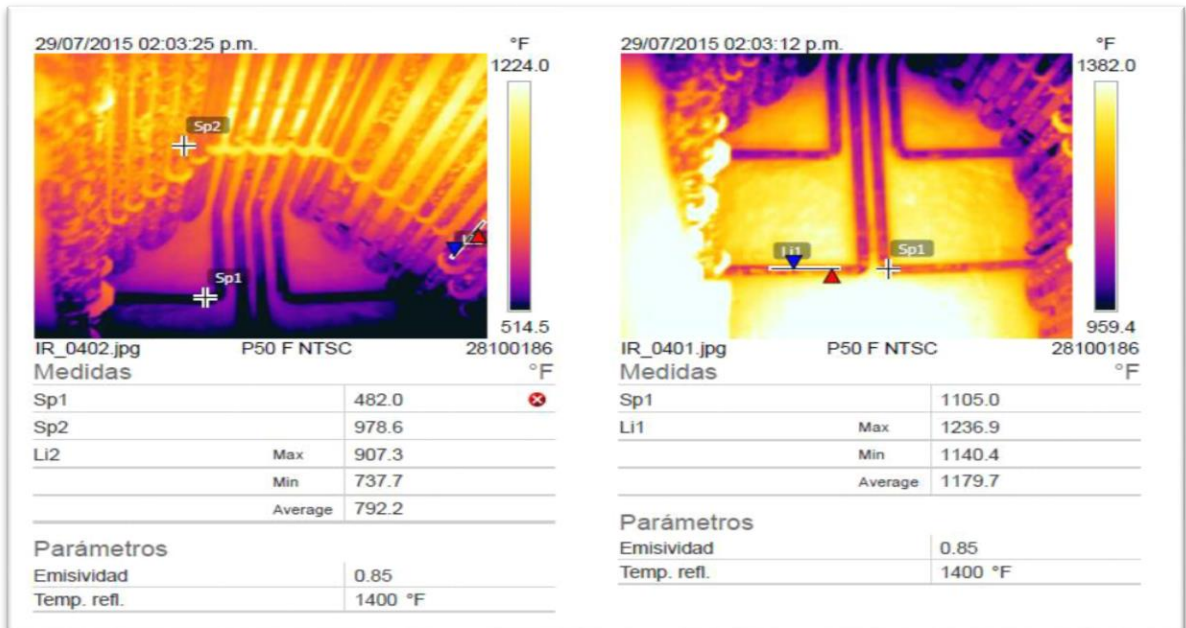 29/07/2015 02:03:25 p.m. °F
1224.0
Sp2
Sp1
514.5
IR_0402.jpg P50 F NTSC 28100186
Medidas °F
Sp1 482.0
Sp2 978.6
Li2 Max 907.3
Min 737.7
Average 792.2
Parámetros
Emisividad 0.85
Temp. refl. 1400 °F
29/07/2015 02:03:12 p.m. °F
1382.0
Li1
Sp1
959.4
IR_0401.jpg P50 F NTSC 28100186
Medidas °F
Sp1 1105.0
Li1 Max 1236.9
Min 1140.4
Average 1179.7
Parámetros
Emisividad 0.85
Temp. refl. 1400 °F